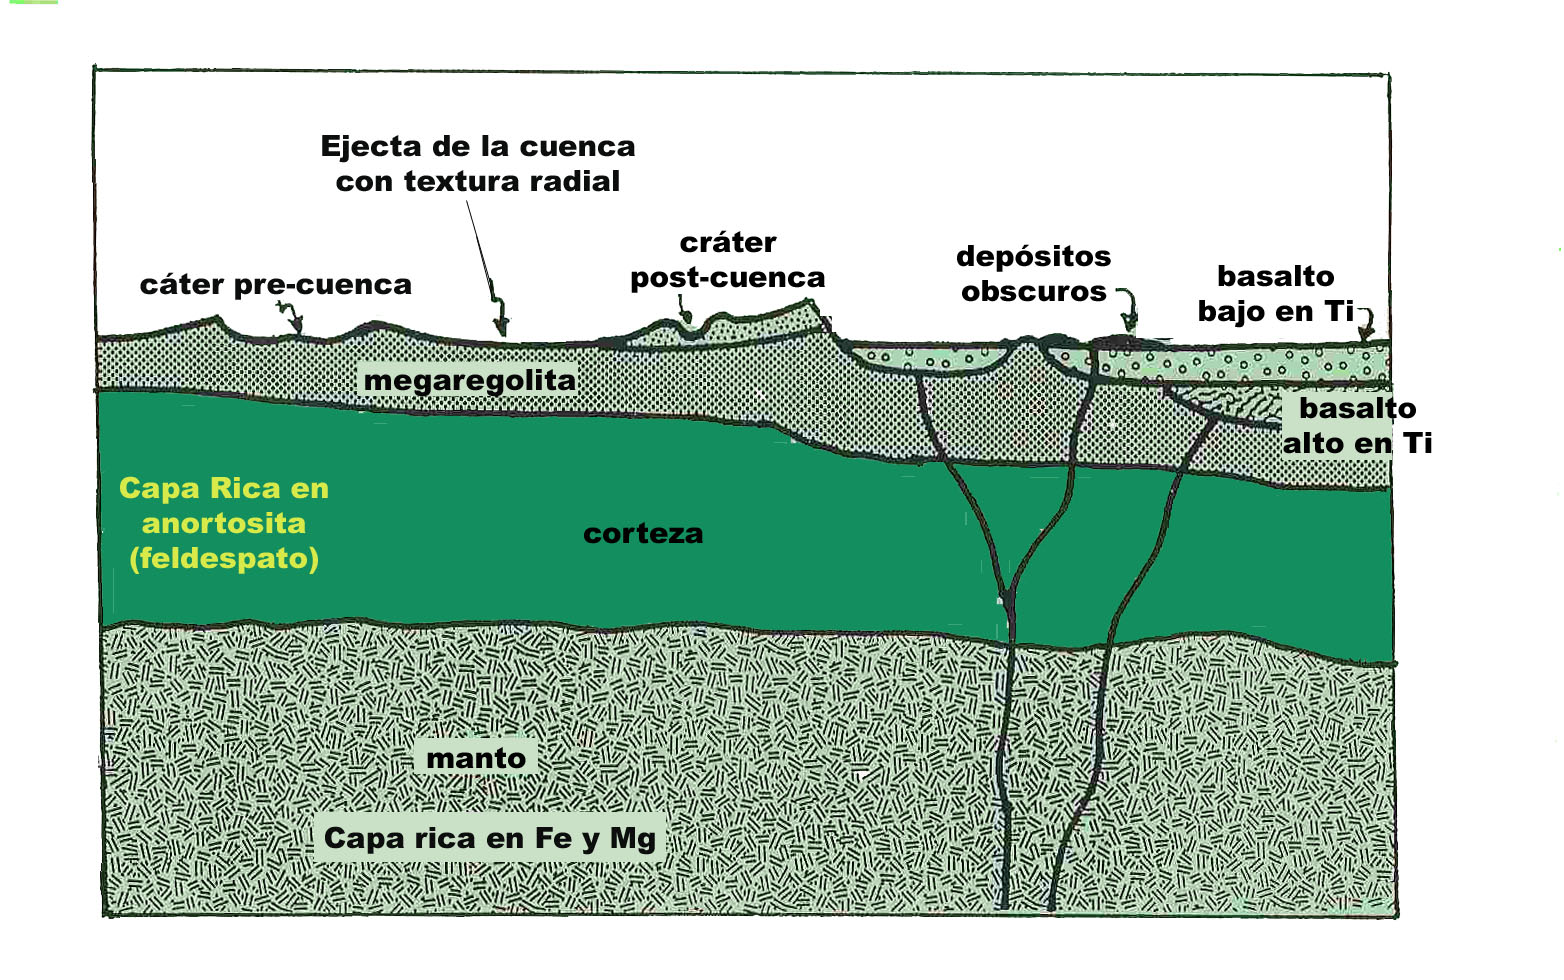 Ejecta de la cuenca
con textura radial
cráter
post-cuenca
depósitos
obscuros
basalto
bajo en Ti
cáter pre-cuenca
megaregolita
basalto
alto en Ti
Capa Rica en
anortosita
(feldespato)
corteza
manto
Capa rica en Fe y Mg